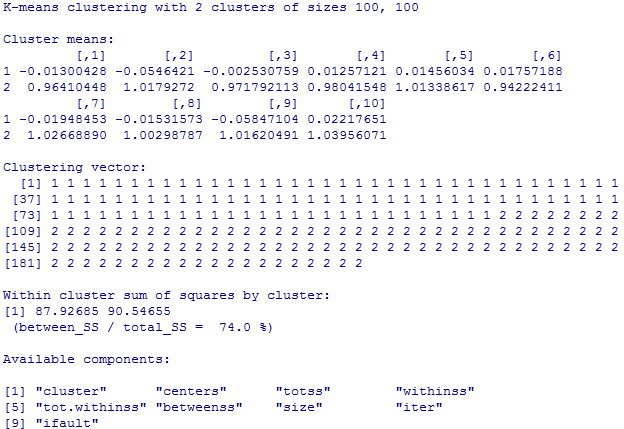 K-means clustering with 2 clusters of sizes 100, 100
Cluster means:
         [,1]       [,2]         [,3]       [,4]       [,5]       [,6]
1 -0.01300428 -0.0546421 -0.002530759 0.01257121 0.01456034 0.01757188
2  0.96410448  1.0179272  0.971792113 0.98041548 1.01338617 0.94222411
         [,7]        [,8]        [,9]      [,10]
1 -0.01948453 -0.01531573 -0.05847104 0.02217651
2  1.02668890  1.00298787  1.01620491 1.03956071
Clustering vector:
  [1] 1 1 1 1 1 1 1 1 1 1 1 1 1 1 1 1 1 1 1 1 1 1 1 1 1 1 1 1 1 1 1 1 1 1 1 1
 [37] 1 1 1 1 1 1 1 1 1 1 1 1 1 1 1 1 1 1 1 1 1 1 1 1 1 1 1 1 1 1 1 1 1 1 1 1
 [73] 1 1 1 1 1 1 1 1 1 1 1 1 1 1 1 1 1 1 1 1 1 1 1 1 1 1 1 1 2 2 2 2 2 2 2 2
[109] 2 2 2 2 2 2 2 2 2 2 2 2 2 2 2 2 2 2 2 2 2 2 2 2 2 2 2 2 2 2 2 2 2 2 2 2
[145] 2 2 2 2 2 2 2 2 2 2 2 2 2 2 2 2 2 2 2 2 2 2 2 2 2 2 2 2 2 2 2 2 2 2 2 2
[181] 2 2 2 2 2 2 2 2 2 2 2 2 2 2 2 2 2 2 2 2
Within cluster sum of squares by cluster:
[1] 87.92685 90.54655
 (between_SS / total_SS =  74.0 %)
Available components:
[1] "cluster"      "centers"      "totss"        "withinss"
[5] "tot.withinss" "betweenss"    "size"         "iter"
[9] "ifault"